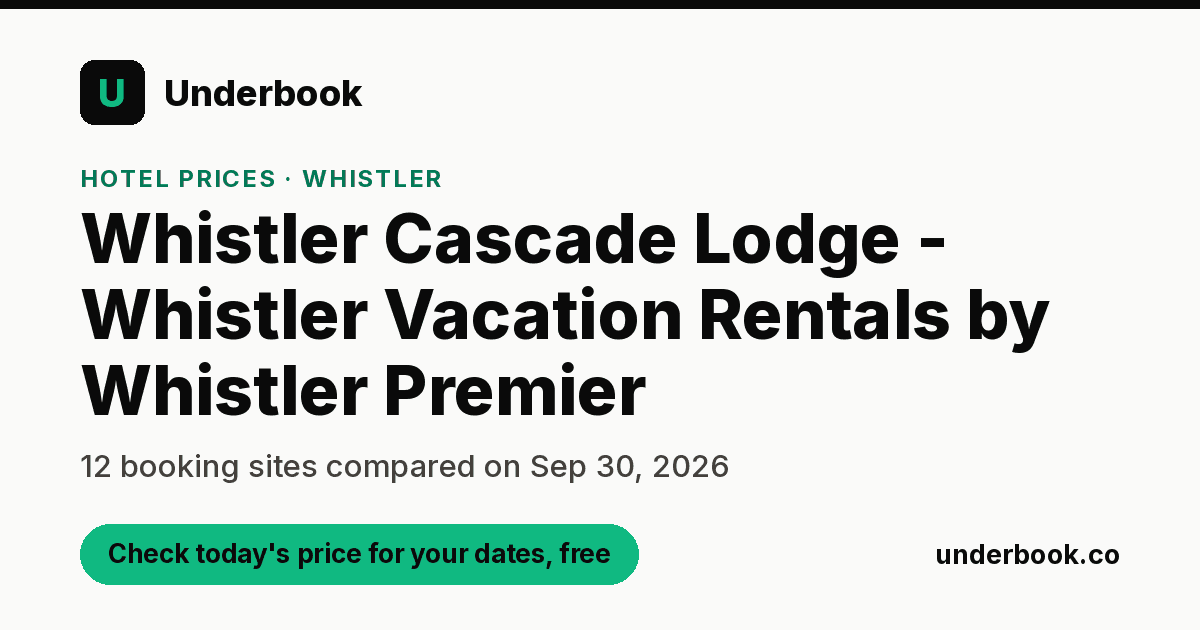 U Underbook
HOTEL PRICES · WHISTLER
Whistler Cascade Lodge -
Whistler Vacation Rentals by
Whistler Premier
12 booking sites compared on Sep 30, 2026
Check today's price for your dates, free
underbook.co